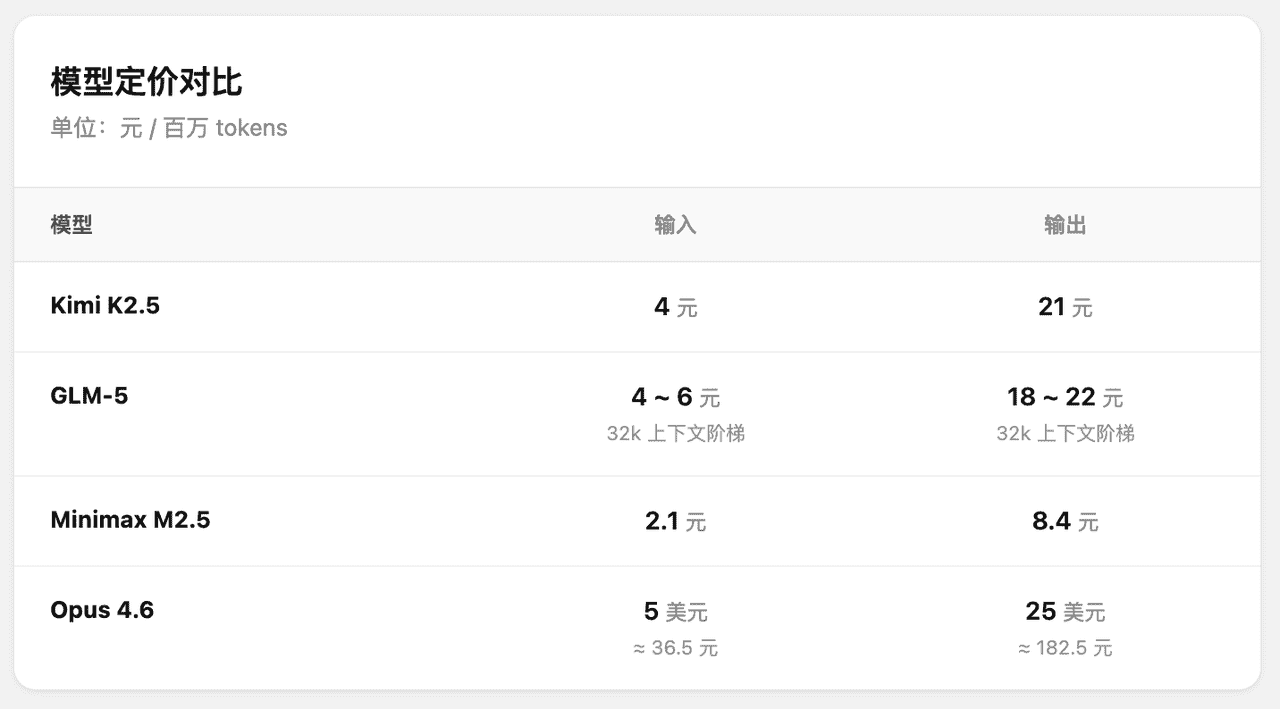 模型定价对比
单位：元 / 百万 tokens
模型 输入 输出
Kimi K2.5 4 元 21 元
GLM-5 4 ~ 6 元 18 ~ 22 元
32k 上下文阶梯 32k 上下文阶梯
Minimax M2.5 2.1 元 8.4 元
Opus 4.6 5 美元 25 美元
≈ 36.5 元 ≈ 182.5 元